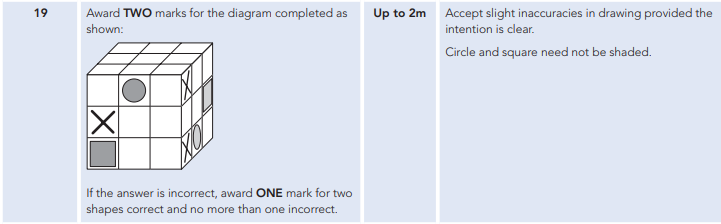 19
Award TWO marks for the diagram completed as
shown:
If the answer is incorrect, award ONE mark for two
shapes correct and no more than one incorrect.
Up to 2m
Accept slight inaccuracies in drawing provided the
intention is clear.
Circle and square need not be shaded.